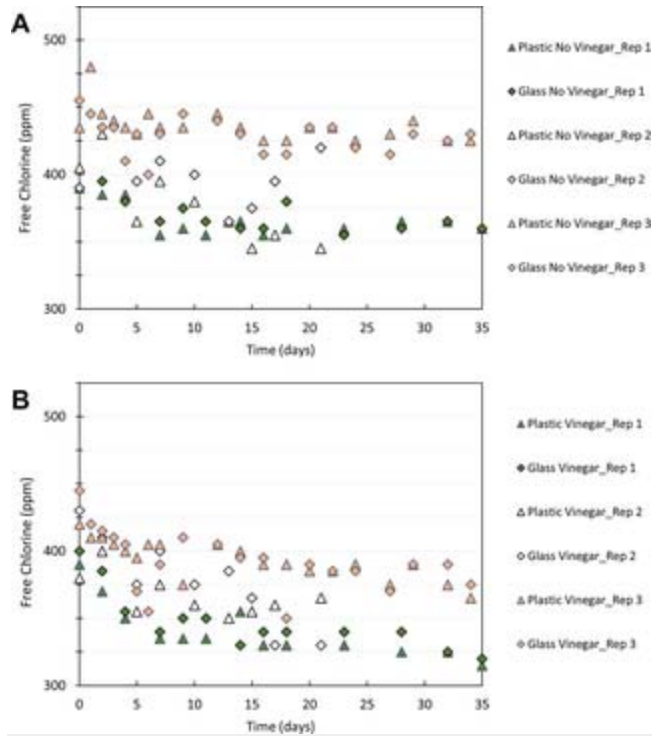 A
500
400
300
Free Chlorine (ppm)
0 5 10 15 20 25 30 35
Time (days)
Plastic No Vinegar_Rep 1
Glass No Vinegar_Rep 1
Plastic No Vinegar_Rep 2
Glass No Vinegar_Rep 2
Plastic No Vinegar_Rep 3
Glass No Vinegar_Rep 3
B
500
400
300
Free Chlorine (ppm)
0 5 10 15 20 25 30 35
Time (days)
Plastic Vinegar_Rep 1
Glass Vinegar_Rep 1
Plastic Vinegar_Rep 2
Glass Vinegar_Rep 2
Plastic Vinegar_Rep 3
Glass Vinegar_Rep 3